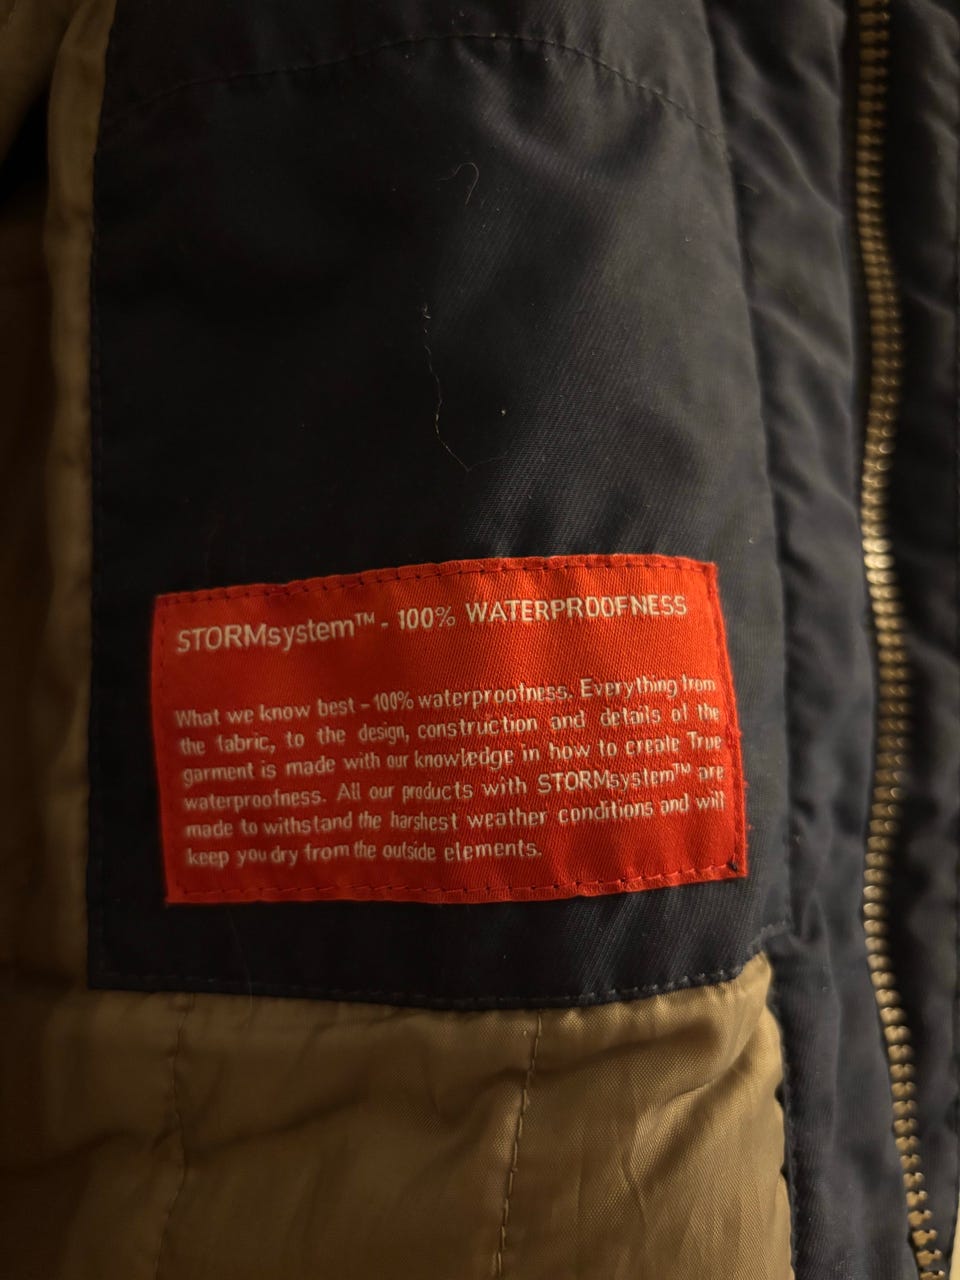 STORMsystem™ - 100% WATERPROOFNESS
What we know best - 100% waterproofness. Everything from
the fabric, to the design, construction and details of the
garment is made with our knowledge in how to create True
waterproofness. All our products with STORMsystem™ are
made to withstand the harshest weather conditions and will
keep you dry from the outside elements.